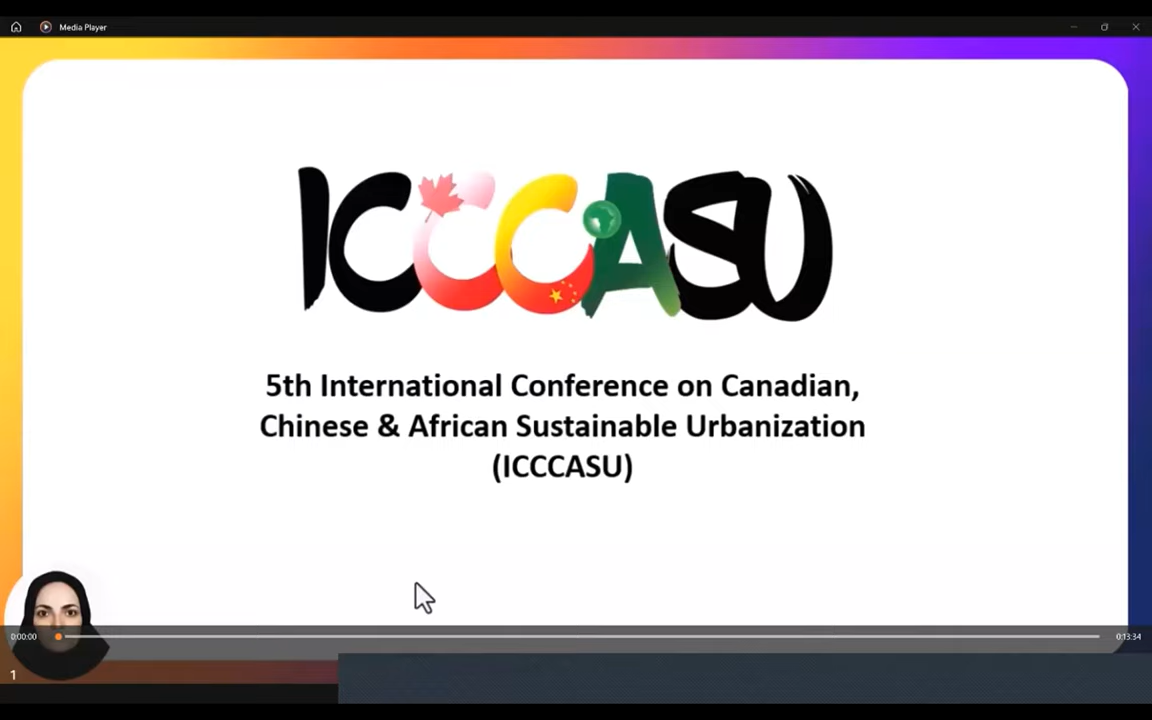 Media Player
ICCCASU
5th International Conference on Canadian,
Chinese & African Sustainable Urbanization
(ICCCASU)
0:00:00
0:13:34
1